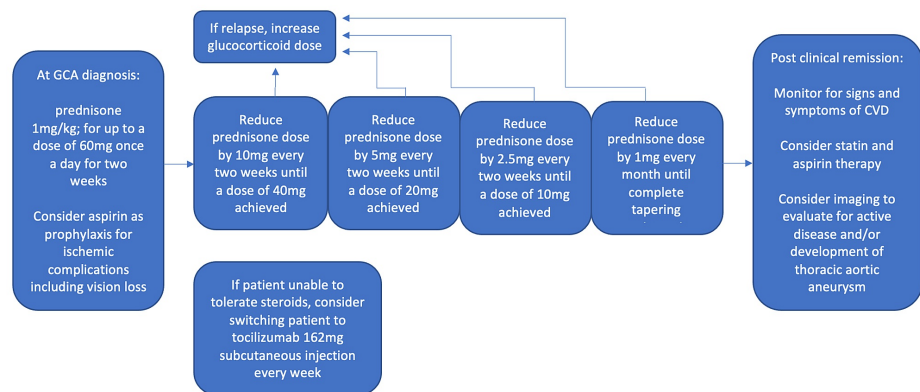 If relapse, increase
glucocorticoid dose
At GCA diagnosis:
prednisone
1mg/kg; for up to a
dose of 60mg once
a day for two
weeks
Consider aspirin as
prophylaxis for
ischemic
complications
including vision loss
Reduce
prednisone dose
by 10mg every
two weeks until
a dose of 40mg
achieved
Reduce
prednisone dose
by 5mg every
two weeks until
a dose of 20mg
achieved
Reduce
prednisone dose
by 2.5mg every
two weeks until
a dose of 10mg
achieved
Reduce
prednisone dose
by 1mg every
month until
complete
tapering
Post clinical remission:
Monitor for signs and
symptoms of CVD
Consider statin and
aspirin therapy
Consider imaging to
evaluate for active
disease and/or
development of
thoracic aortic
aneurysm
If patient unable to
tolerate steroids, consider
switching patient to
tocilizumab 162mg
subcutaneous injection
every week